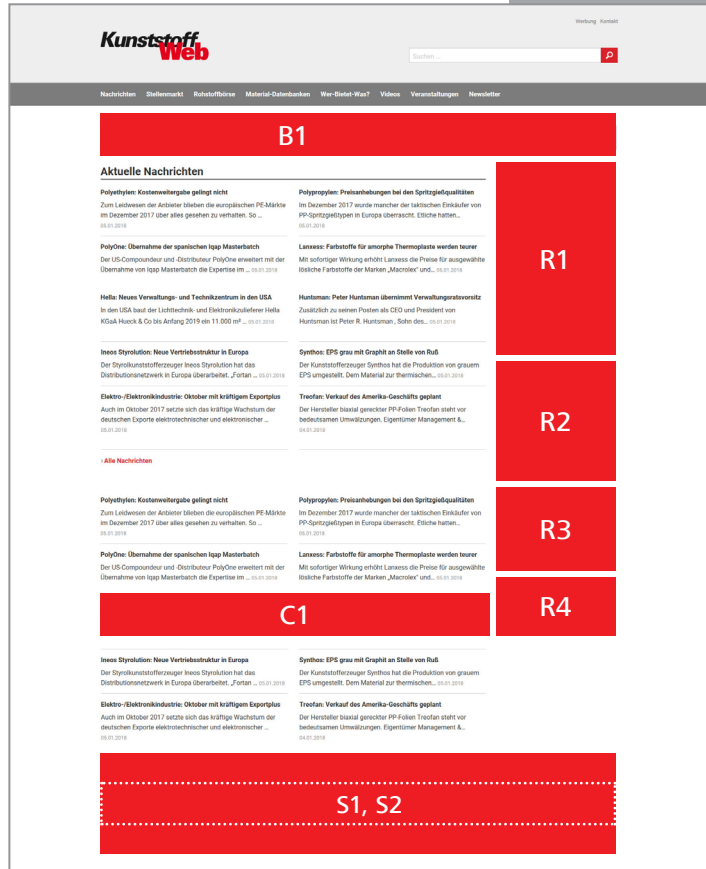 Werbung Kontakt
Kunststoff
Web
Suchen ...
Nachrichten Stellenmarkt Rohstoffbörse Material-Datenbanken Wer-Bietet-Was? Videos Veranstaltungen Newsletter
B1
Aktuelle Nachrichten
Polyethylen: Kostenweitergabe gelingt nicht
Zum Leidwesen der Anbieter blieben die europäischen PE-Märkte
im Dezember 2017 über alles gesehen zu verhalten. So ...
05.01.2018
Polypropylen: Preisanhebungen bei den Spritzgießqualitäten
Im Dezember 2017 wurde mancher der taktischen Einkäufer von
PP-Spritzgießtypen in Europa überrascht. Etliche hatten...
05.01.2018
PolyOne: Übernahme der spanischen Iqap Masterbatch
Der US-Compoundeur und -Distributeur PolyOne erweitert mit der
Übernahme von Iqap Masterbatch die Expertise im ... 05.01.2018
Lanxess: Farbstoffe für amorphe Thermoplaste werden teurer
Mit sofortiger Wirkung erhöht Lanxess die Preise für ausgewählte
lösliche Farbstoffe der Marken „Macrolex“ und... 05.01.2018
Hella: Neues Verwaltungs- und Technikzentrum in den USA
In den USA baut der Lichttechnik- und Elektronikzulieferer Hella
KGaA Hueck & Co bis Anfang 2019 ein 11.000 m² ... 05.01.2018
Huntsman: Peter Huntsman übernimmt Verwaltungsratsvorsitz
Zusätzlich zu seinen Posten als CEO und President von
Huntsman ist Peter R. Huntsman , Sohn des... 05.01.2018
Ineos Styrolution: Neue Vertriebsstruktur in Europa
Der Styrolkunststofferzeuger Ineos Styrolution hat das
Distributionsnetzwerk in Europa überarbeitet. „Fortan ... 05.01.2018
Synthos: EPS grau mit Graphit an Stelle von Ruß
Der Kunststofferzeuger Synthos hat die Produktion von grauem
EPS umgestellt. Dem Material zur thermischen... 05.01.2018
Elektro-/Elektronikindustrie: Oktober mit kräftigem Exportplus
Auch im Oktober 2017 setzte sich das kräftige Wachstum der
deutschen Exporte elektrotechnischer und elektronischer ...
05.01.2018
Treofan: Verkauf des Amerika-Geschäfts geplant
Der Hersteller biaxial gereckter PP-Folien Treofan steht vor
bedeutsamen Umwälzungen. Eigentümer Management &...
04.01.2018
› Alle Nachrichten
R1
R2
Polyethylen: Kostenweitergabe gelingt nicht
Zum Leidwesen der Anbieter blieben die europäischen PE-Märkte
im Dezember 2017 über alles gesehen zu verhalten. So ...
05.01.2018
Polypropylen: Preisanhebungen bei den Spritzgießqualitäten
Im Dezember 2017 wurde mancher der taktischen Einkäufer von
PP-Spritzgießtypen in Europa überrascht. Etliche hatten...
05.01.2018
PolyOne: Übernahme der spanischen Iqap Masterbatch
Der US-Compoundeur und -Distributeur PolyOne erweitert mit der
Übernahme von Iqap Masterbatch die Expertise im ... 05.01.2018
Lanxess: Farbstoffe für amorphe Thermoplaste werden teurer
Mit sofortiger Wirkung erhöht Lanxess die Preise für ausgewählte
lösliche Farbstoffe der Marken „Macrolex“ und... 05.01.2018
R3
R4
C1
Ineos Styrolution: Neue Vertriebsstruktur in Europa
Der Styrolkunststofferzeuger Ineos Styrolution hat das
Distributionsnetzwerk in Europa überarbeitet. „Fortan ... 05.01.2018
Synthos: EPS grau mit Graphit an Stelle von Ruß
Der Kunststofferzeuger Synthos hat die Produktion von grauem
EPS umgestellt. Dem Material zur thermischen... 05.01.2018
Elektro-/Elektronikindustrie: Oktober mit kräftigem Exportplus
Auch im Oktober 2017 setzte sich das kräftige Wachstum der
deutschen Exporte elektrotechnischer und elektronischer ...
05.01.2018
Treofan: Verkauf des Amerika-Geschäfts geplant
Der Hersteller biaxial gereckter PP-Folien Treofan steht vor
bedeutsamen Umwälzungen. Eigentümer Management &...
04.01.2018
S1, S2